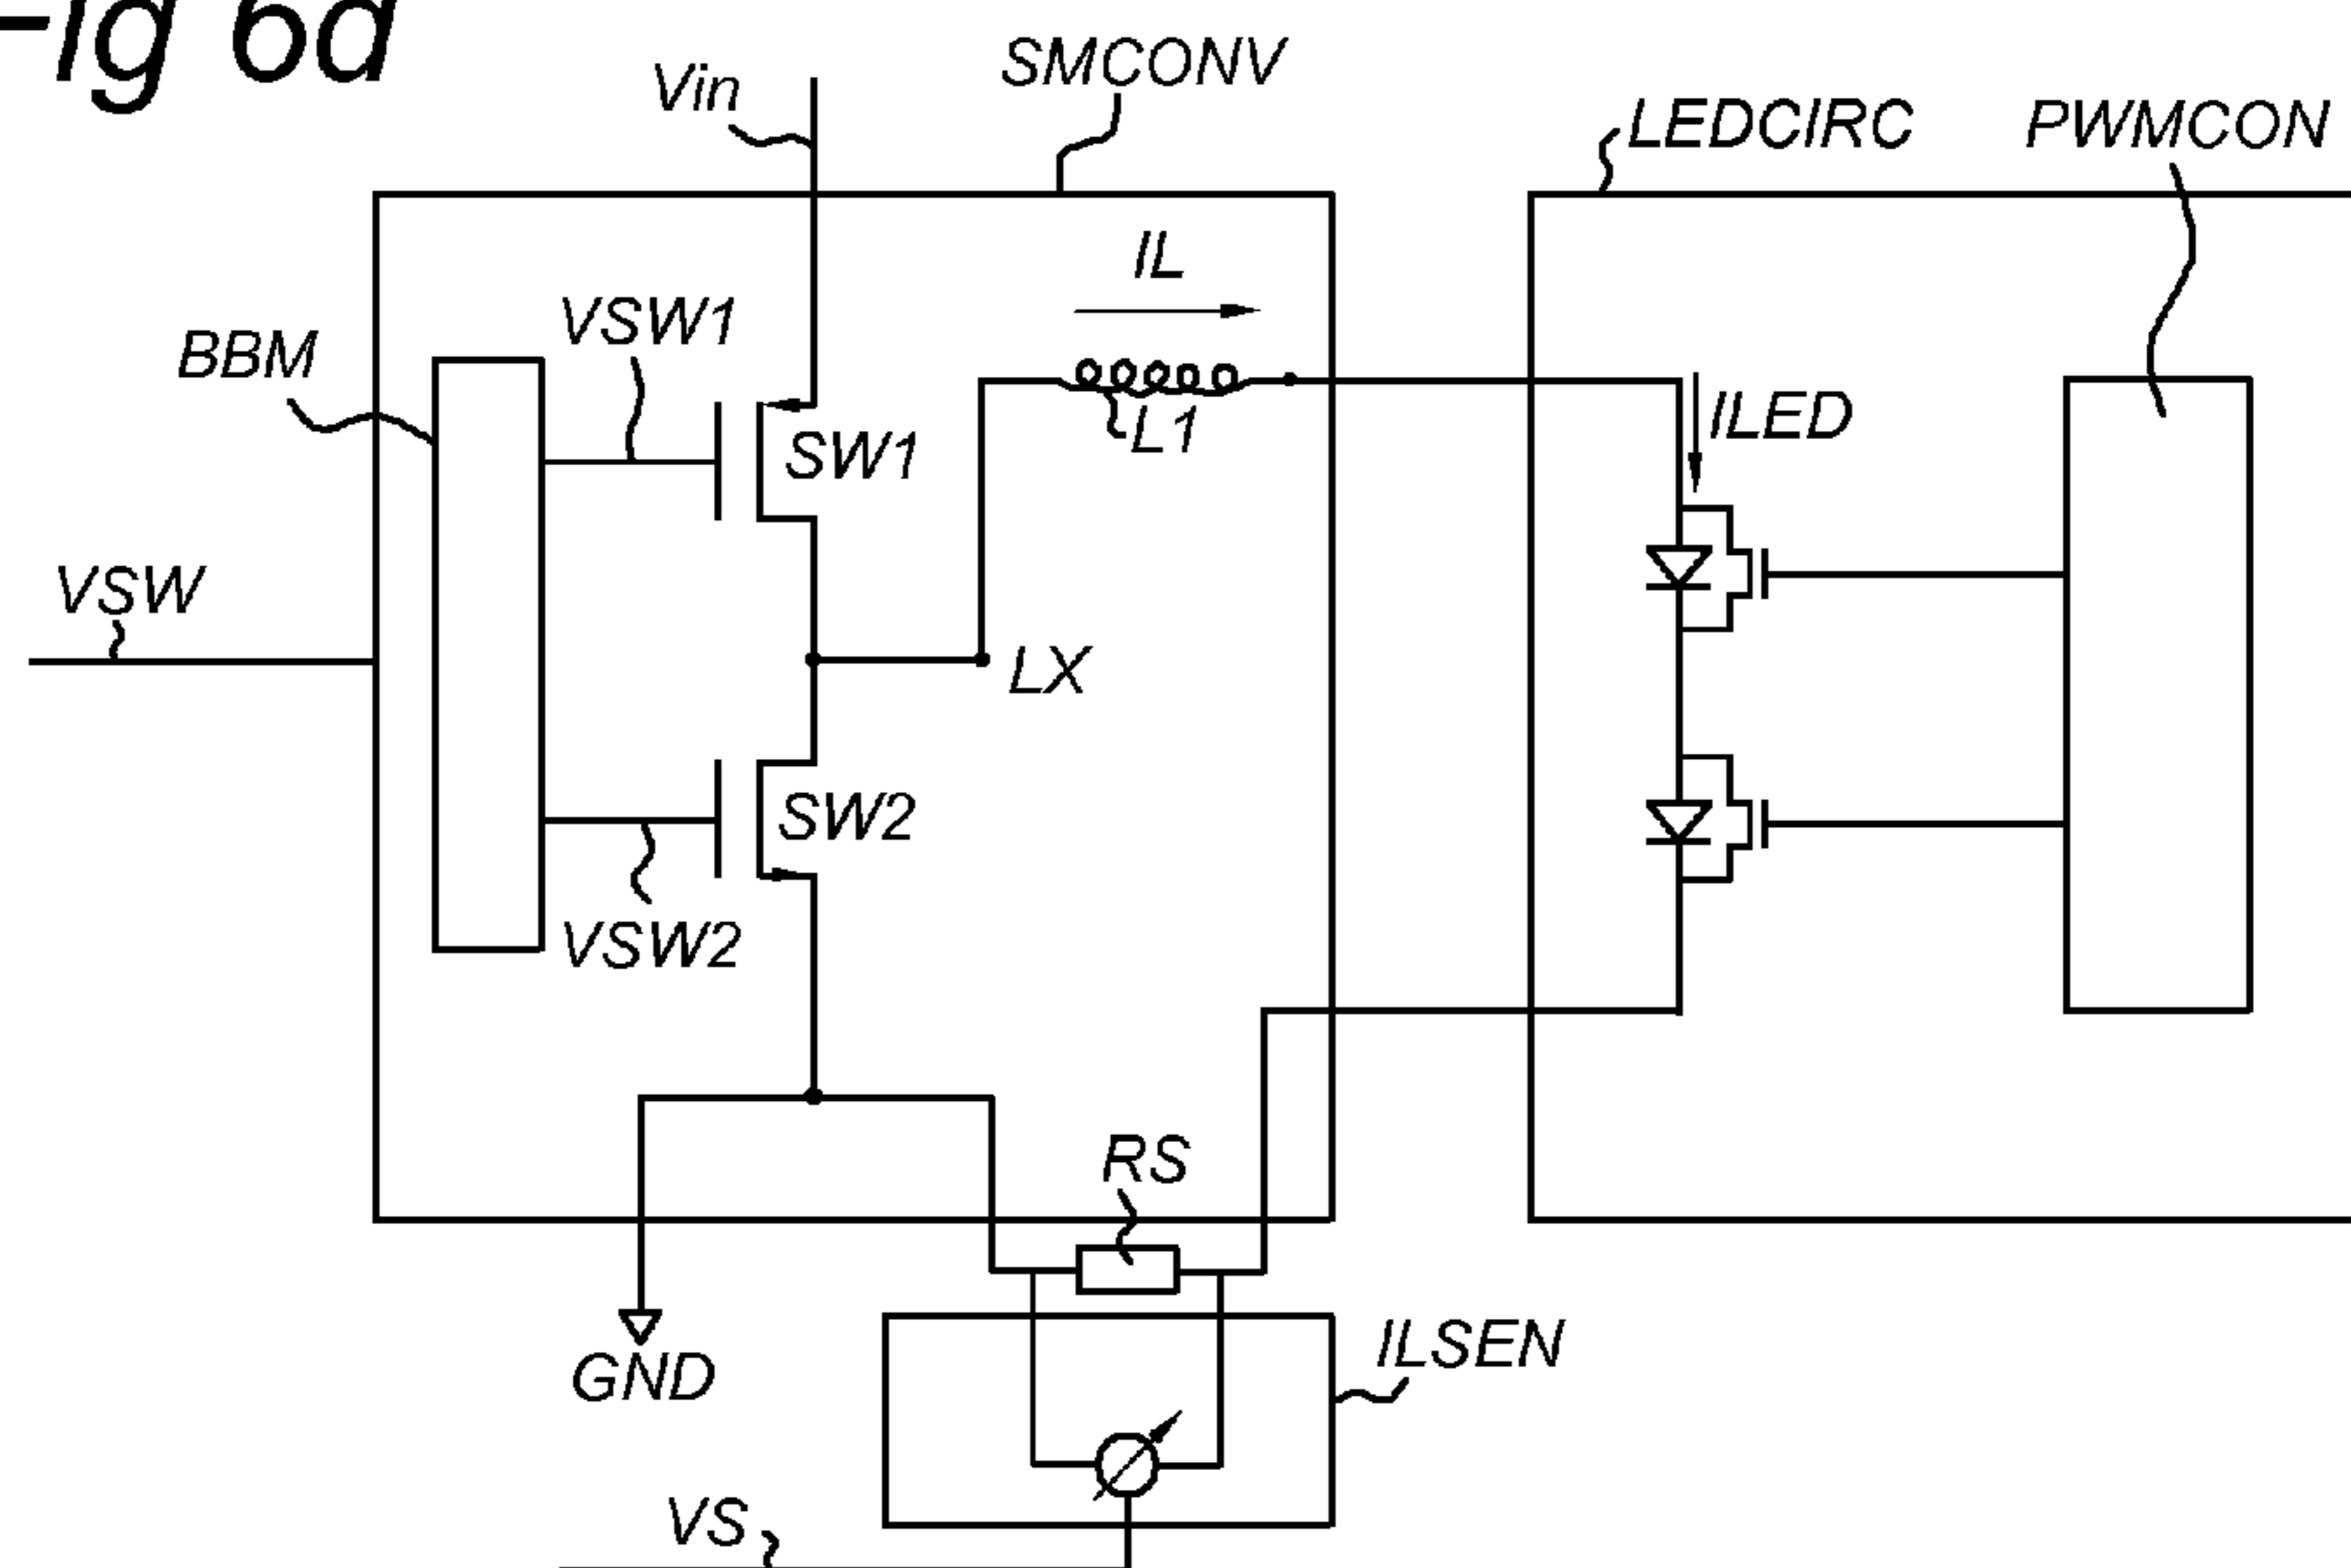 Fig 6d
Vin
SMCONV
LEDCIRC
PWMCON
IL
VSW1
BBM
L1
ILED
SW1
VSW
LX
SW2
VSW2
RS
GND
ILSEN
VS